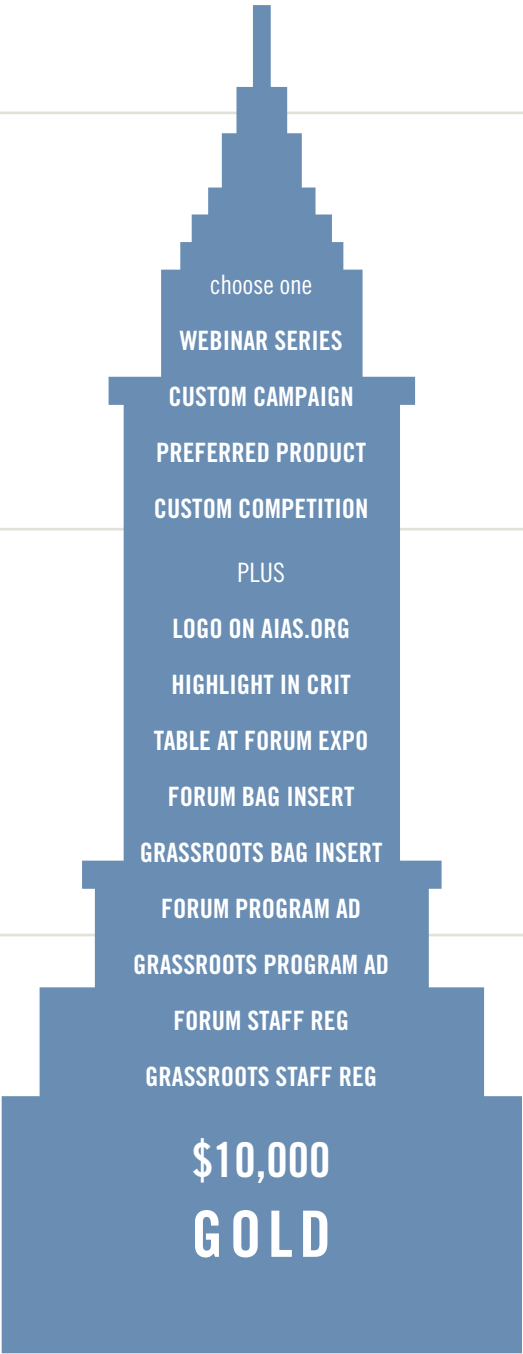 choose one
WEBINAR SERIES
CUSTOM CAMPAIGN
PREFERRED PRODUCT
CUSTOM COMPETITION
PLUS
LOGO ON AIAS.ORG
HIGHLIGHT IN CRIT
TABLE AT FORUM EXPO
FORUM BAG INSERT
GRASSROOTS BAG INSERT
FORUM PROGRAM AD
GRASSROOTS PROGRAM AD
FORUM STAFF REG
GRASSROOTS STAFF REG
$10,000
GOLD